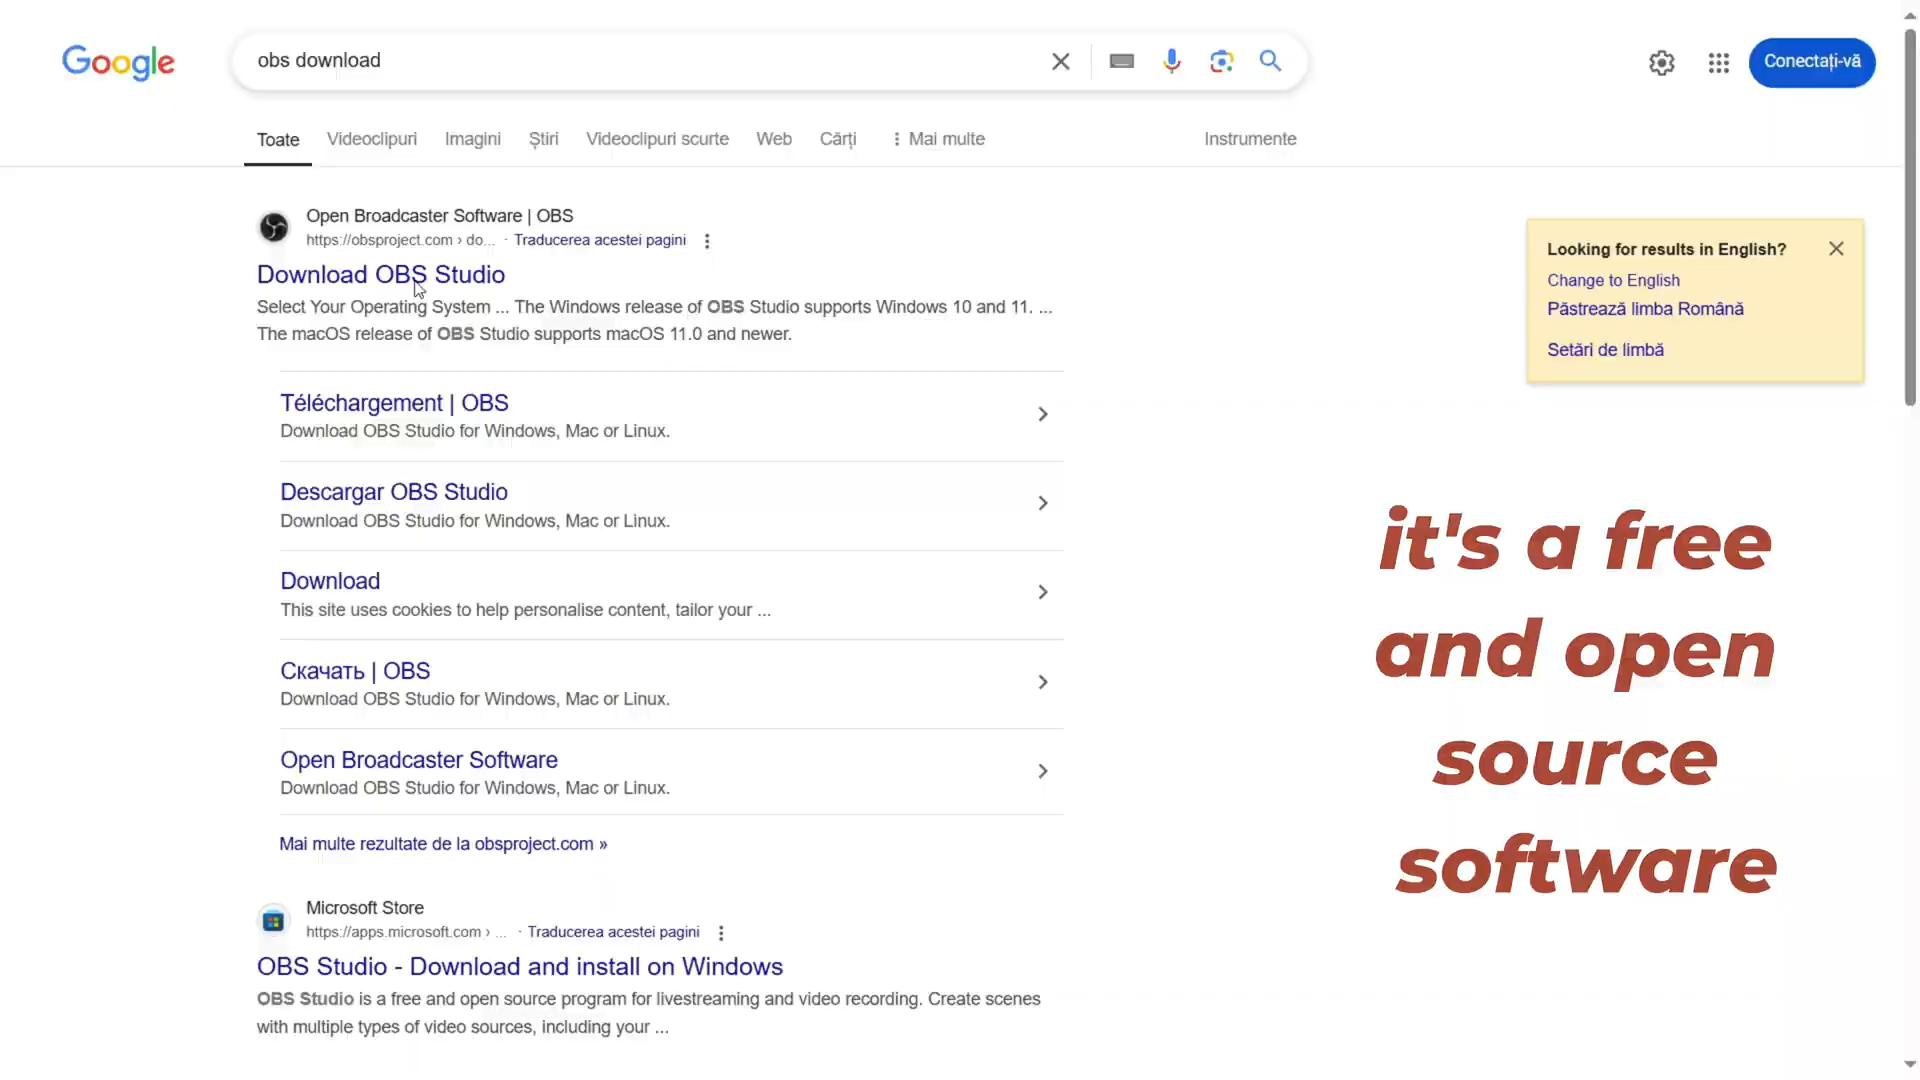 Google
obs download
Conectați-vă
Toate
Videoclipuri
Imagini
Știri
Videoclipuri scurte
Web
Cărți
Mai multe
Instrumente
Open Broadcaster Software | OBS
https://obsproject.com › do... · Traducerea acestei pagini
Download OBS Studio
Select Your Operating System ... The Windows release of OBS Studio supports Windows 10 and 11. ...
The macOS release of OBS Studio supports macOS 11.0 and newer.
Téléchargement | OBS
Download OBS Studio for Windows, Mac or Linux.
Descargar OBS Studio
Download OBS Studio for Windows, Mac or Linux.
Download
This site uses cookies to help personalise content, tailor your ...
Скачать | OBS
Download OBS Studio for Windows, Mac or Linux.
Open Broadcaster Software
Download OBS Studio for Windows, Mac or Linux.
Mai multe rezultate de la obsproject.com »
Microsoft Store
https://apps.microsoft.com › ... · Traducerea acestei pagini
OBS Studio - Download and install on Windows
OBS Studio is a free and open source program for livestreaming and video recording. Create scenes
with multiple types of video sources, including your ...
Looking for results in English?
Change to English
Păstrează limba Română
Setări de limbă
it's a free
and open
source
software